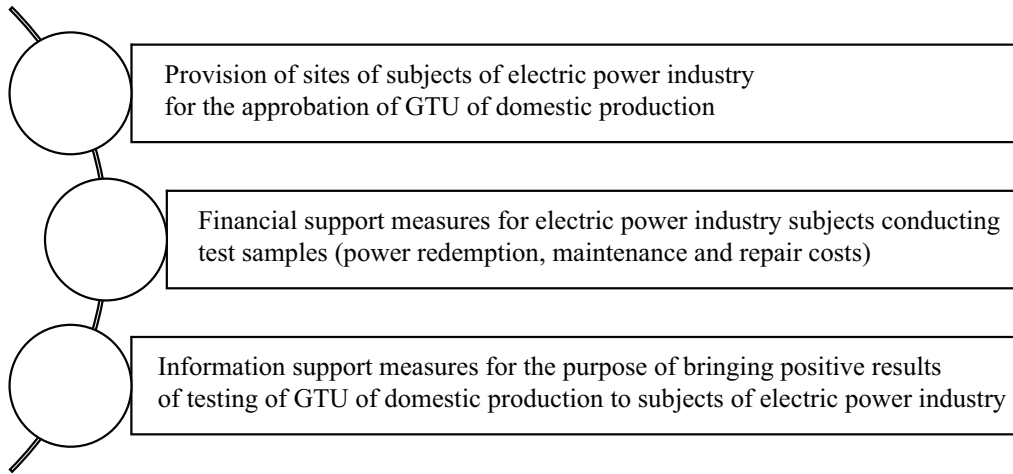 Provision of sites of subjects of electric power industry
for the approbation of GTU of domestic production
Financial support measures for electric power industry subjects conducting
test samples (power redemption, maintenance and repair costs)
Information support measures for the purpose of bringing positive results
of testing of GTU of domestic production to subjects of electric power industry